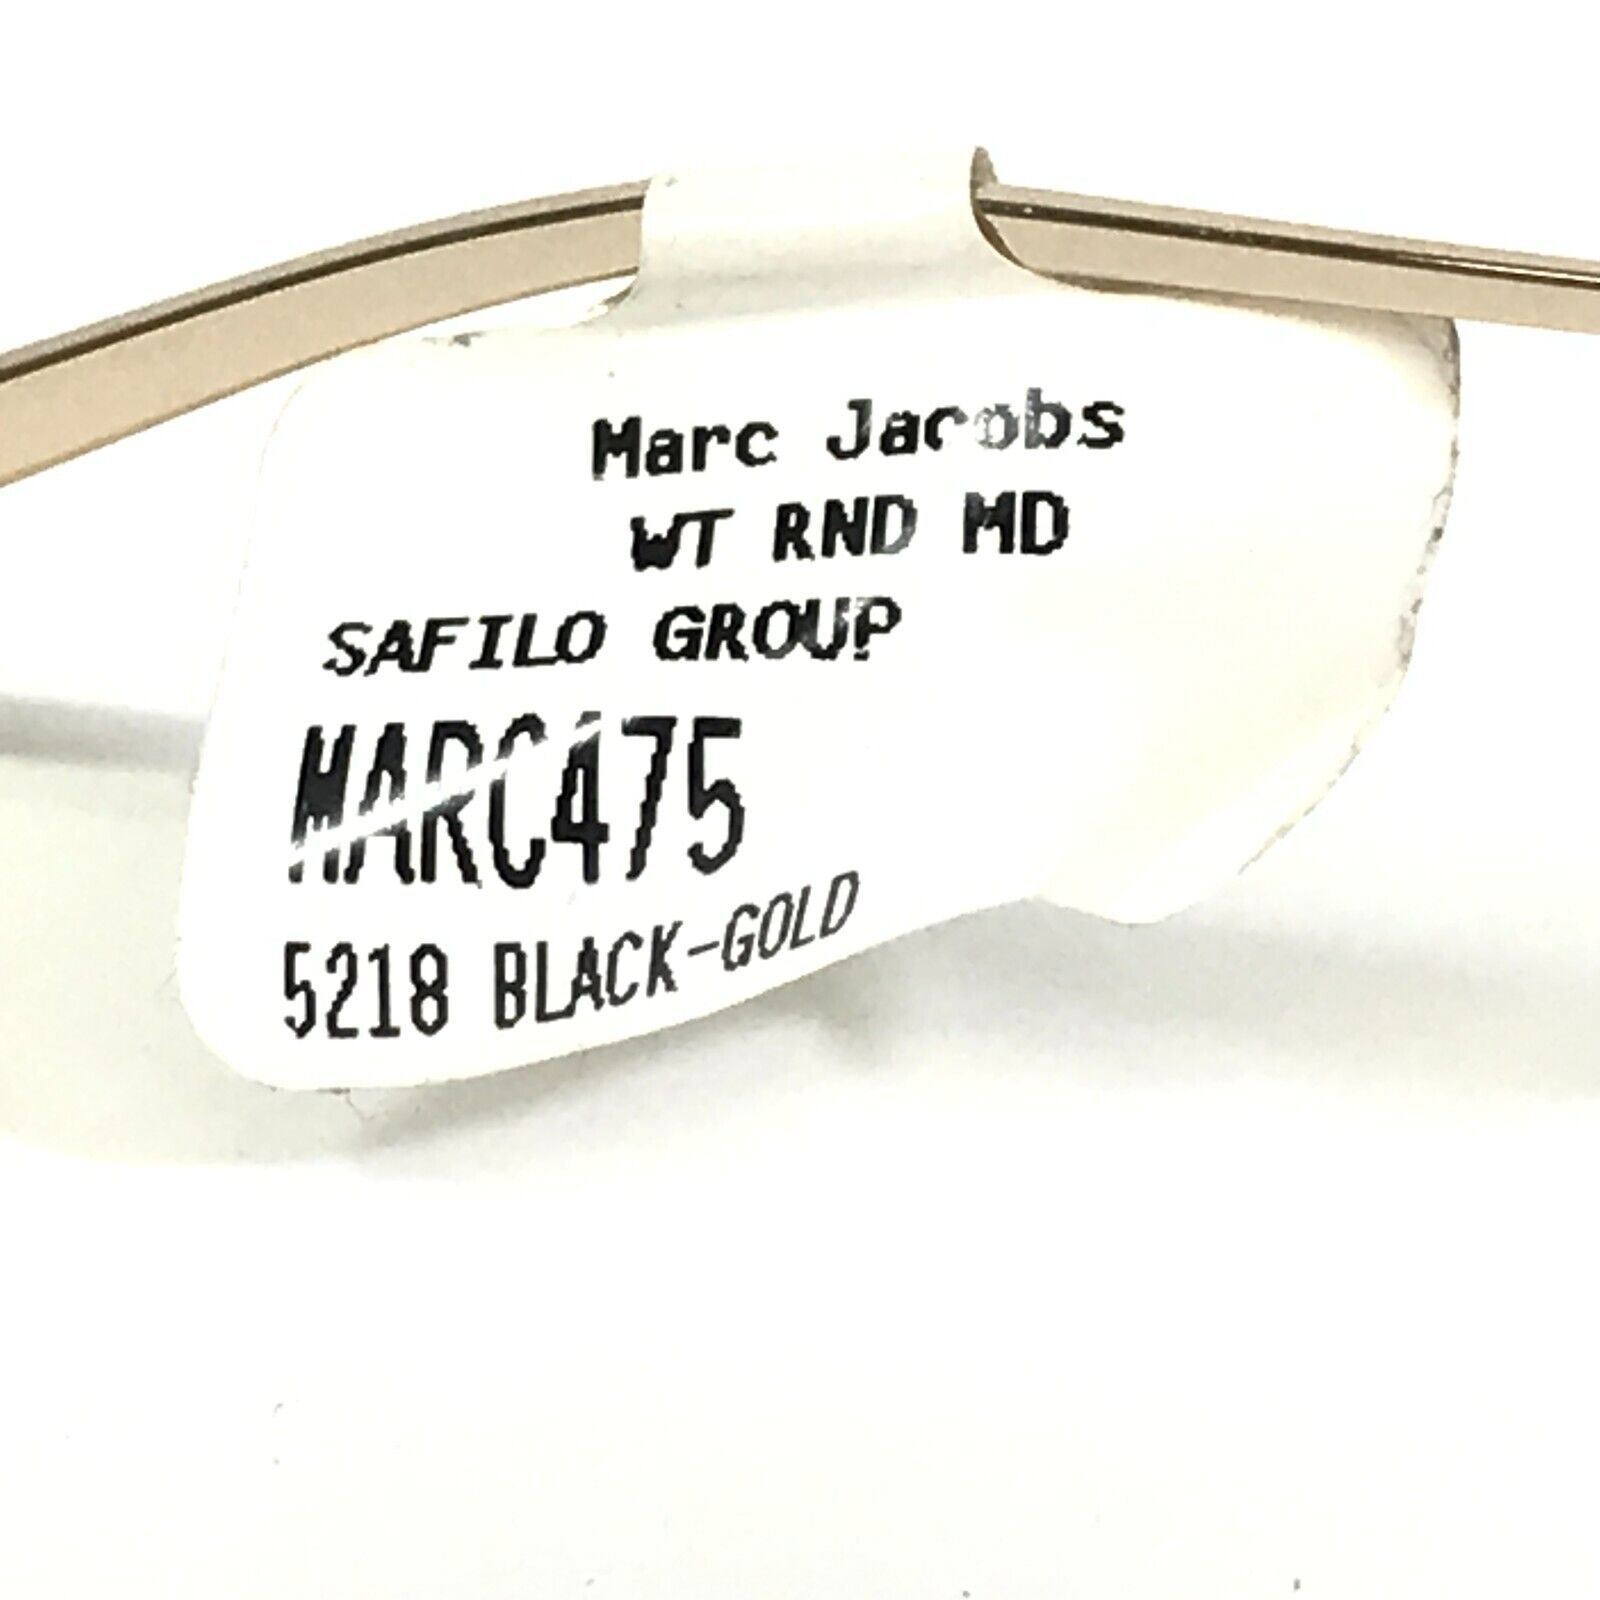 Marc Jacobs
WT RND MD
SAFILO GROUP
MARC475
5218 BLACK-GOLD